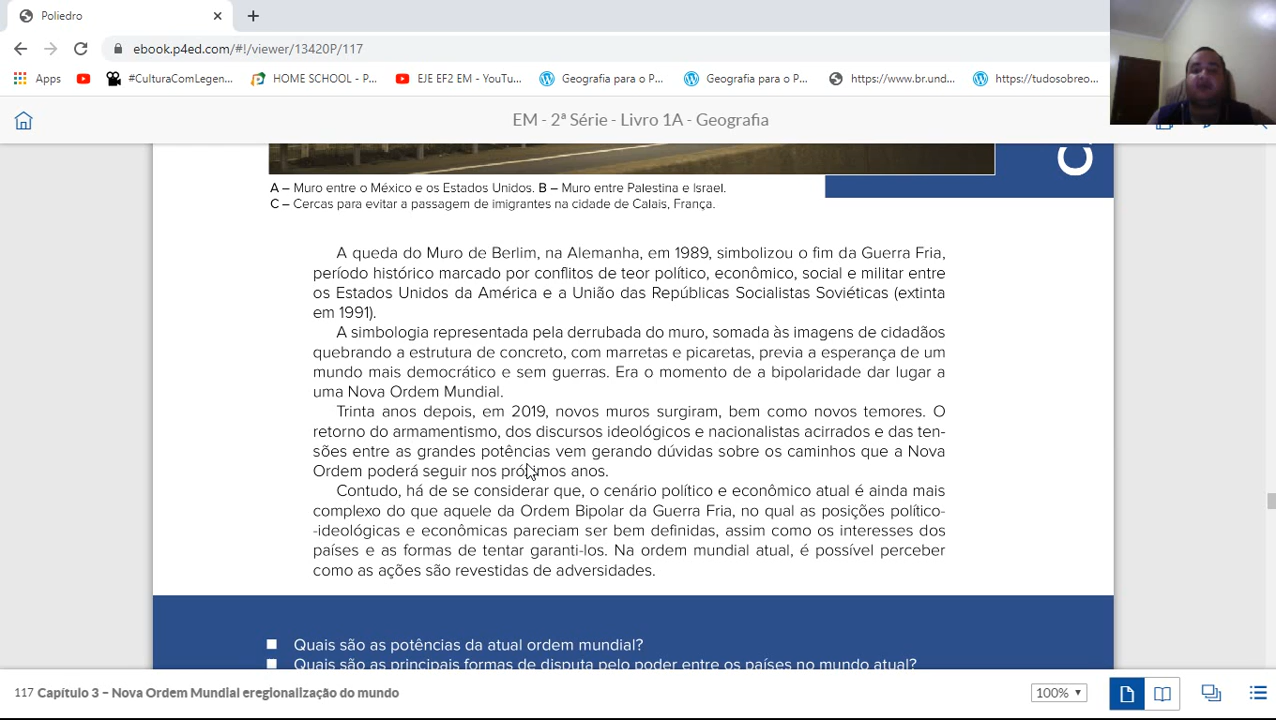 Poliedro
ebook.p4ed.com/#!/viewer/13420P/117
Apps
#CulturaComLegen...
HOME SCHOOL - P...
EJE EF2 EM - YouTu...
Geografia para o P...
Geografia para o P...
https://www.br.und...
https://tudosobreo...
EM - 2ª Série - Livro 1A - Geografia
A – Muro entre o México e os Estados Unidos. B – Muro entre Palestina e Israel.
C – Cercas para evitar a passagem de imigrantes na cidade de Calais, França.
A queda do Muro de Berlim, na Alemanha, em 1989, simbolizou o fim da Guerra Fria,
período histórico marcado por conflitos de teor político, econômico, social e militar entre
os Estados Unidos da América e a União das Repúblicas Socialistas Soviéticas (extinta
em 1991).
A simbologia representada pela derrubada do muro, somada às imagens de cidadãos
quebrando a estrutura de concreto, com marretas e picaretas, previa a esperança de um
mundo mais democrático e sem guerras. Era o momento de a bipolaridade dar lugar a
uma Nova Ordem Mundial.
Trinta anos depois, em 2019, novos muros surgiram, bem como novos temores. O
retorno do armamentismo, dos discursos ideológicos e nacionalistas acirrados e das ten-
sões entre as grandes potências vem gerando dúvidas sobre os caminhos que a Nova
Ordem poderá seguir nos próximos anos.
Contudo, há de se considerar que, o cenário político e econômico atual é ainda mais
complexo do que aquele da Ordem Bipolar da Guerra Fria, no qual as posições político-
-ideológicas e econômicas pareciam ser bem definidas, assim como os interesses dos
países e as formas de tentar garanti-los. Na ordem mundial atual, é possível perceber
como as ações são revestidas de adversidades.
Quais são as potências da atual ordem mundial?
Quais são as principais formas de disputa pelo poder entre os países no mundo atual?
117 Capítulo 3 – Nova Ordem Mundial eregionalização do mundo
100%